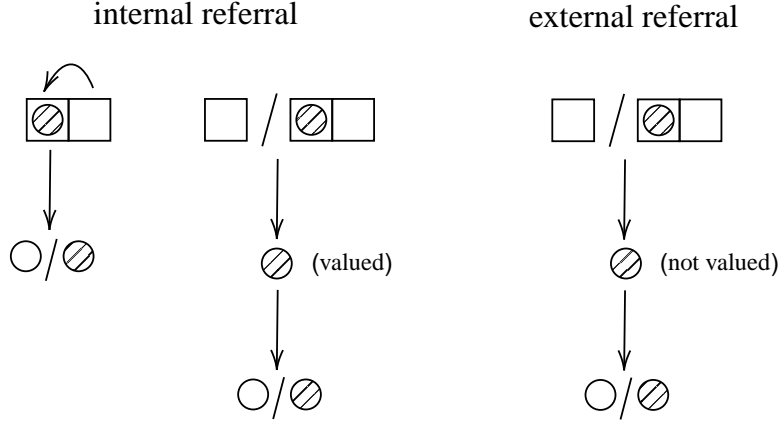 internal referral
external referral
(valued)
(not valued)